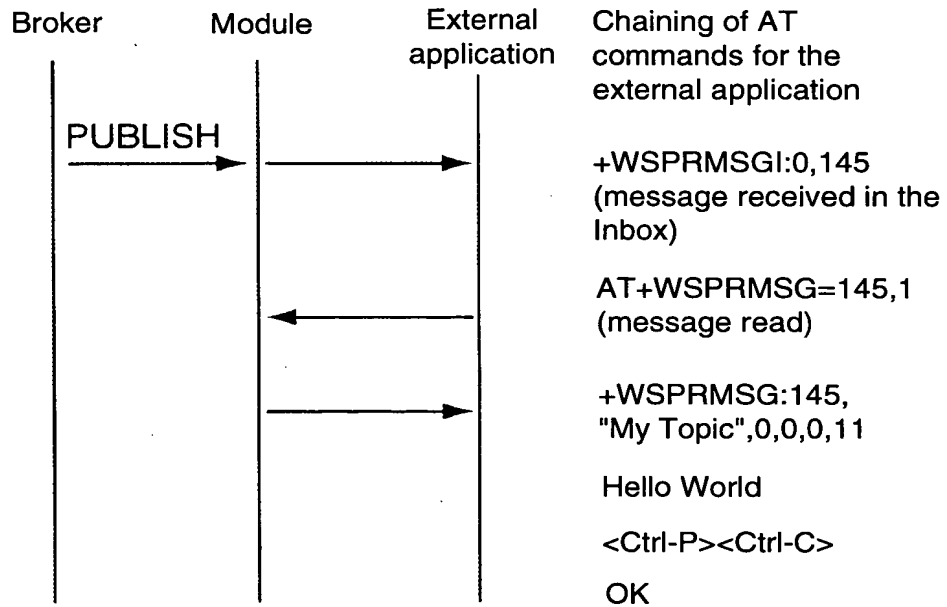 Broker
Module
External
application
Chaining of AT
commands for the
external application
PUBLISH
+WSPRMSGI:0,145
(message received in the
Inbox)
AT+WSPRMSG=145,1
(message read)
+WSPRMSG:145,
"My Topic",0,0,0,11
Hello World
<Ctrl-P><Ctrl-C>
OK